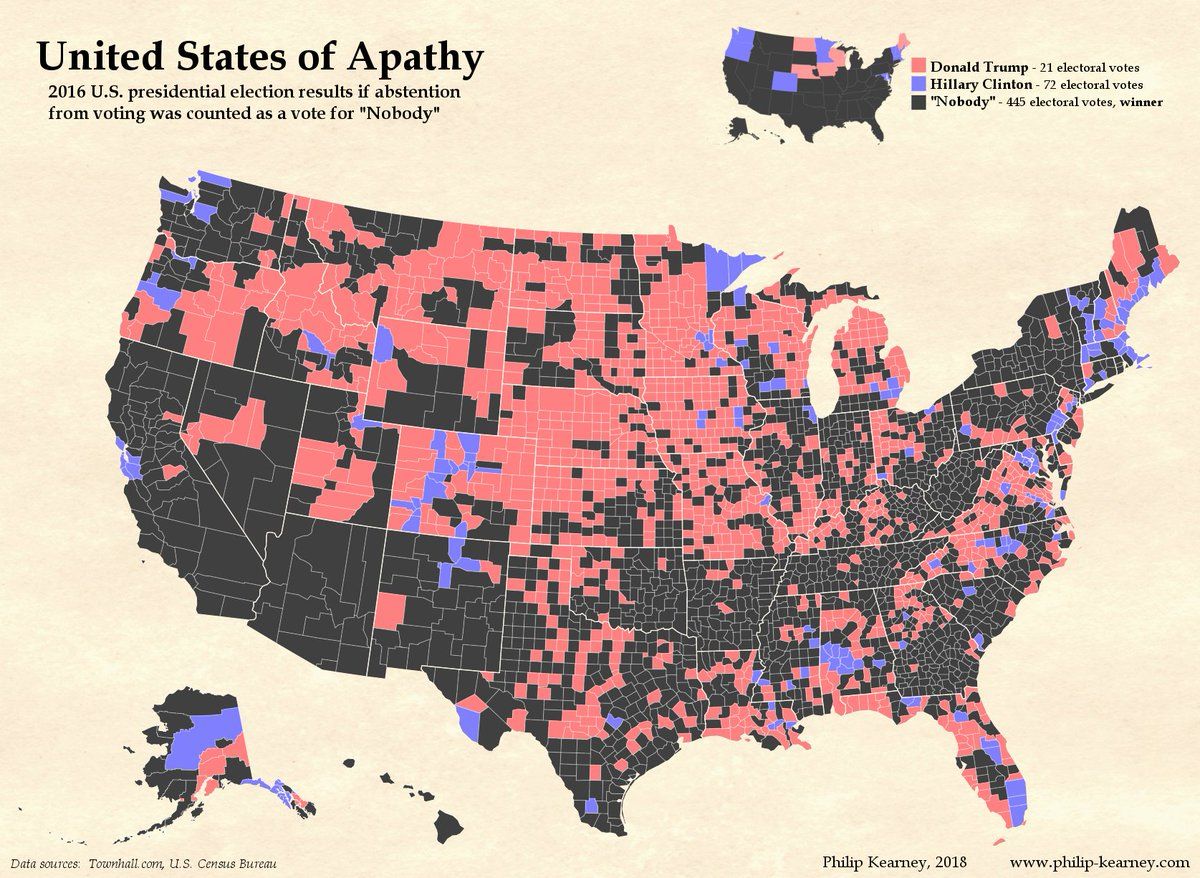 United States of Apathy
2016 U.S. presidential election results if abstention
from voting was counted as a vote for "Nobody"
Donald Trump - 21 electoral votes
Hillary Clinton - 72 electoral votes
"Nobody" - 445 electoral votes, winner
Data sources: Townhall.com, U.S. Census Bureau
Philip Kearney, 2018
www.philip-kearney.com